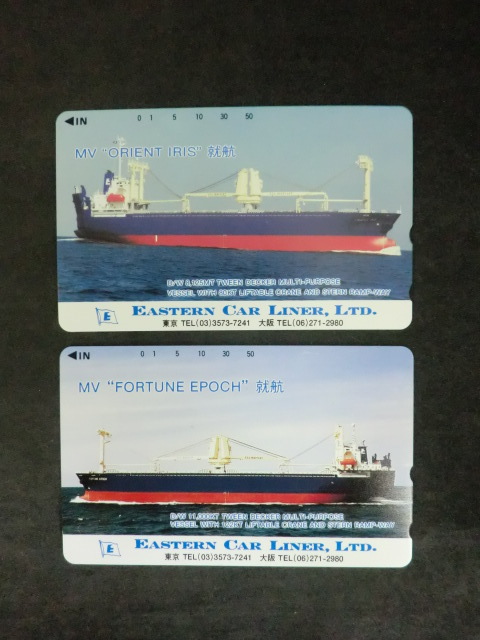 ◀IN 0 1 5 10 30 50
MV "ORIENT IRIS" 就航
D/W 8,125MT TWEEN DECKER MULTI-PURPOSE
VESSEL WITH 82KT LIFTABLE CRANE AND STERN RAMP-WAY
E EASTERN CAR LINER, LTD.
東京 TEL(03)3573-7241 大阪 TEL(06)271-2980
◀IN 0 1 5 10 30 50
MV "FORTUNE EPOCH" 就航
TWEEN DECKER MULTI-PURPOSE
VESSEL WITH LIFTABLE CRANE AND STERN RAMP-WAY
E EASTERN CAR LINER, LTD.
東京 TEL(03)3573-7241 大阪 TEL(06)271-2980